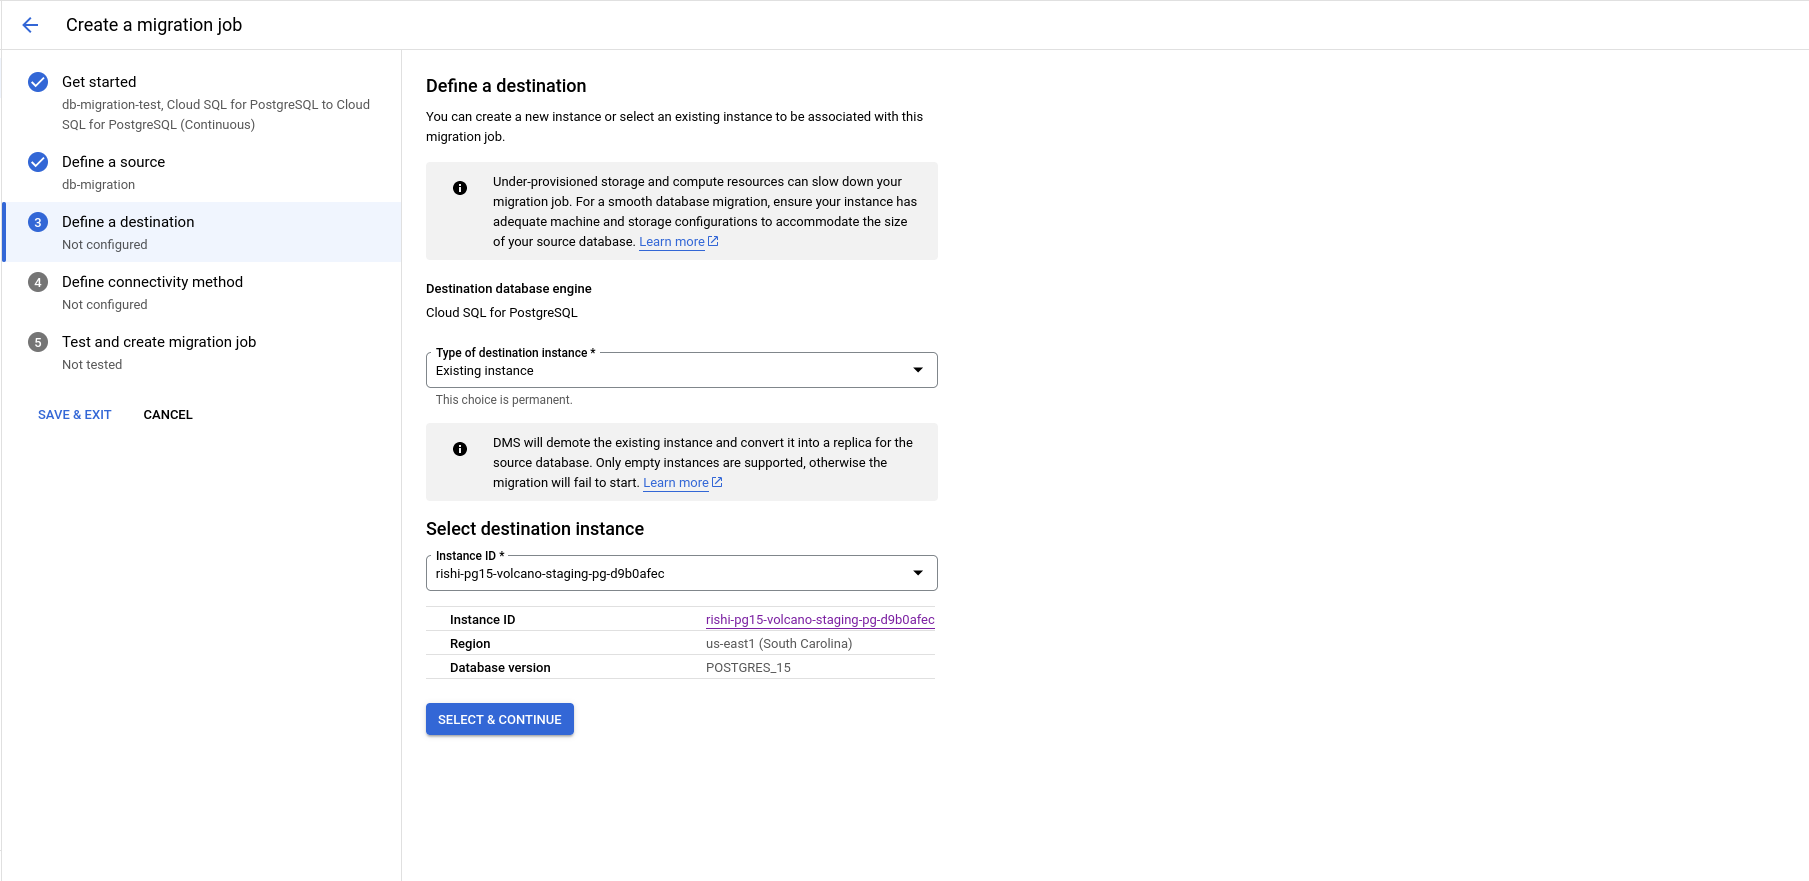 Create a migration job
Get started
db-migration-test, Cloud SQL for PostgreSQL to Cloud
SQL for PostgreSQL (Continuous)
Define a source
db-migration
3
Define a destination
Not configured
4
Define connectivity method
Not configured
5
Test and create migration job
Not tested
SAVE & EXIT
CANCEL
Define a destination
You can create a new instance or select an existing instance to be associated with this
migration job.
Under-provisioned storage and compute resources can slow down your
migration job. For a smooth database migration, ensure your instance has
adequate machine and storage configurations to accommodate the size
of your source database. Learn more
Destination database engine
Cloud SQL for PostgreSQL
Type of destination instance *
Existing instance
This choice is permanent.
DMS will demote the existing instance and convert it into a replica for the
source database. Only empty instances are supported, otherwise the
migration will fail to start. Learn more
Select destination instance
Instance ID *
rishi-pg15-volcano-staging-pg-d9b0afec
Instance ID rishi-pg15-volcano-staging-pg-d9b0afec
Region us-east1 (South Carolina)
Database version POSTGRES_15
SELECT & CONTINUE